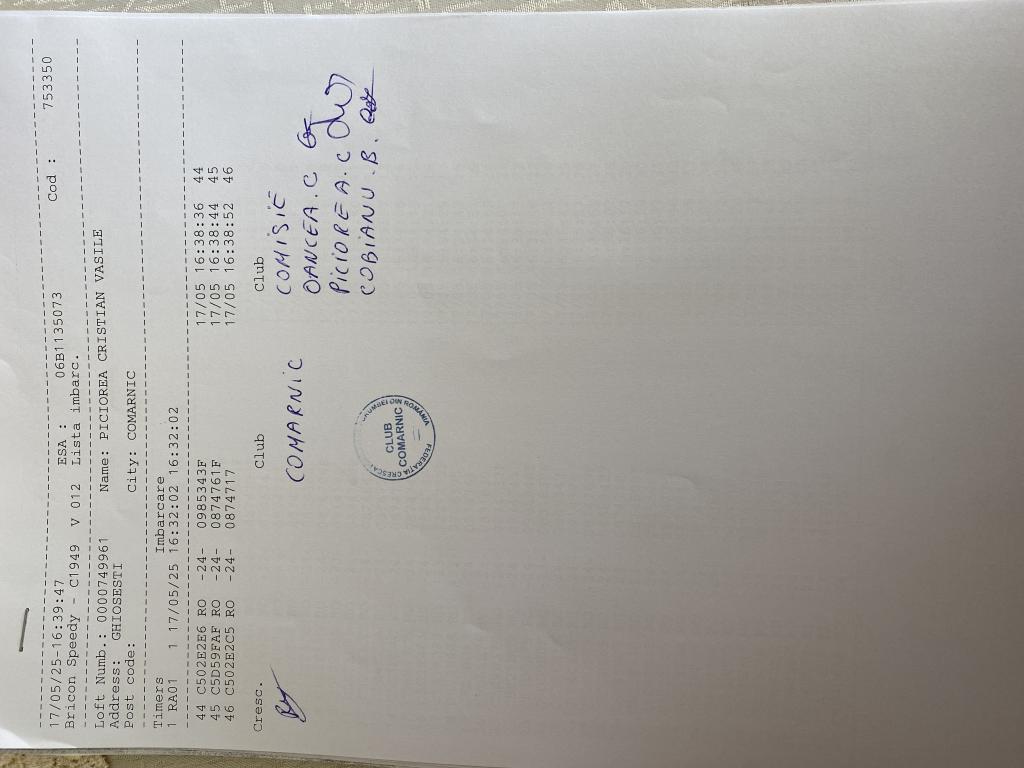 17/05/25-16:39:47 ESA : 06B1135073 Cod : 753350
Bricon Speedy - C1949 V 012 Lista imbarc.
Loft Numb.: 0000749961 Name: PICIOREA CRISTIAN VASILE
Address: GHIOSESTI
Post code: City: COMARNIC
Timers Imbarcare
1 RA01 1 17/05/25 16:32:02 16:32:02
44 C502E2E6 RO -24- 0985343F 17/05 16:38:36 44
45 C5D59FAF RO -24- 0874761F 17/05 16:38:44 45
46 C502E2C5 RO -24- 0874717 17/05 16:38:52 46
Cresc. Club Club
COMARNIC COMISIE
OANCEA.C
PICIOREA.C
COBIANU.B.
FEDERATIA DIN ROMANIA
CLUB
COMARNIC